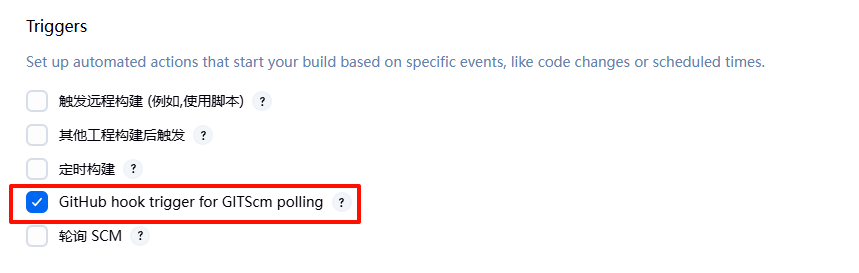 Triggers
Set up automated actions that start your build based on specific events, like code changes or scheduled times.
触发远程构建 (例如,使用脚本) ?
其他工程构建后触发 ?
定时构建 ?
GitHub hook trigger for GITScm polling ?
轮询 SCM ?